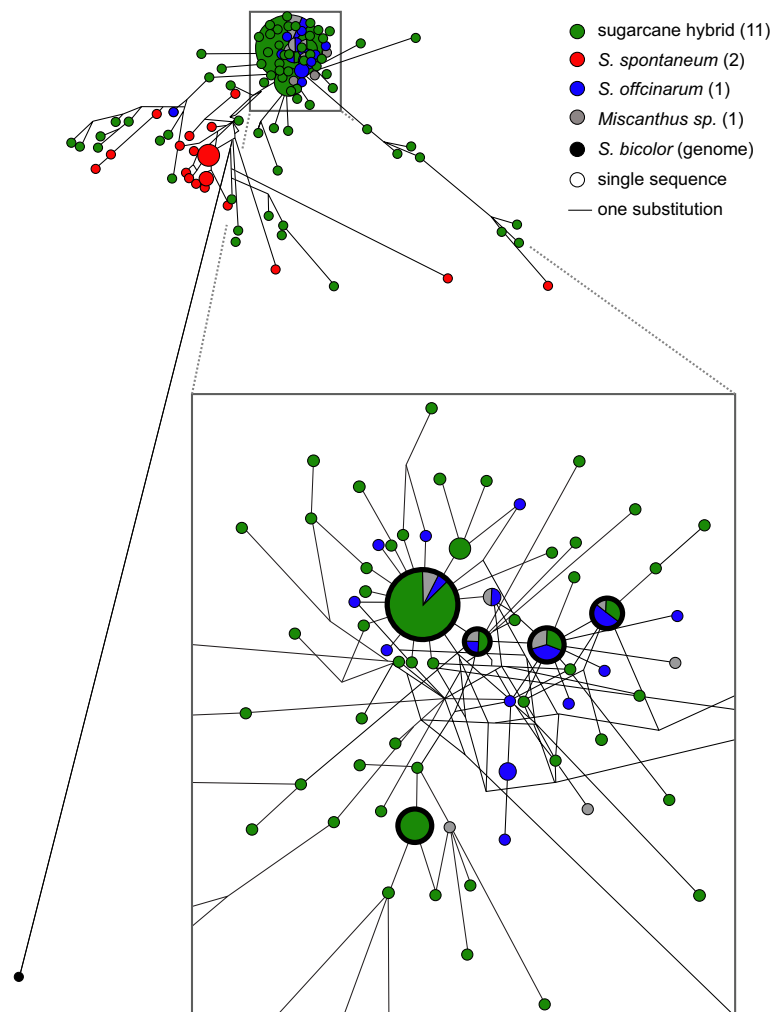 sugarcane hybrid (11)
S. spontaneum (2)
S. offcinarum (1)
Miscanthus sp. (1)
S. bicolor (genome)
single sequence
one substitution